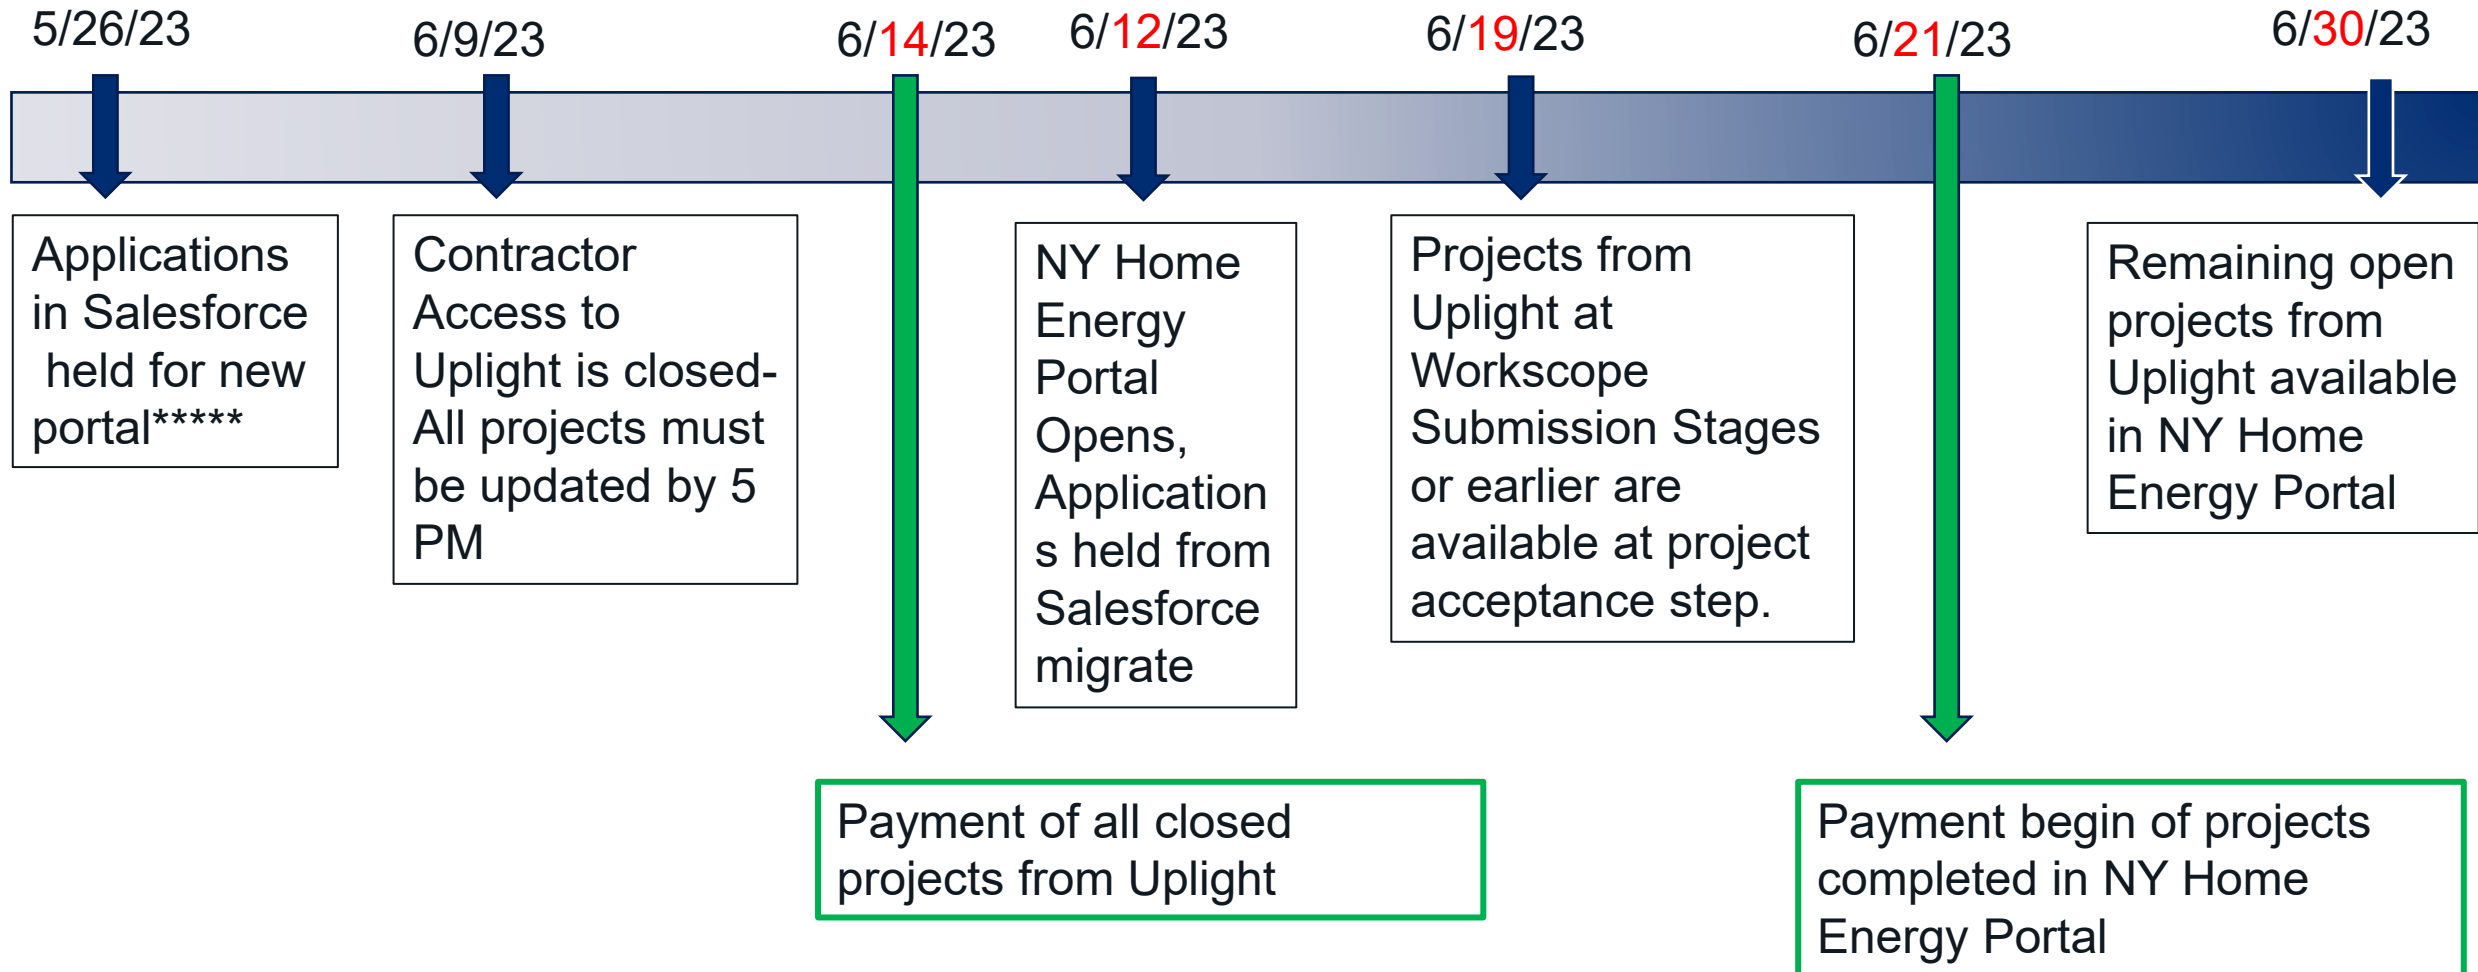 5/26/23
6/9/23
6/14/23
6/12/23
6/19/23
6/21/23
6/30/23
Applications
in Salesforce
held for new
portal*****
Contractor
Access to
Uplight is closed-
All projects must
be updated by 5
PM
NY Home
Energy
Portal
Opens,
Application
s held from
Salesforce
migrate
Projects from
Uplight at
Workscope
Submission Stages
or earlier are
available at project
acceptance step.
Remaining open
projects from
Uplight available
in NY Home
Energy Portal
Payment of all closed
projects from Uplight
Payment begin of projects
completed in NY Home
Energy Portal